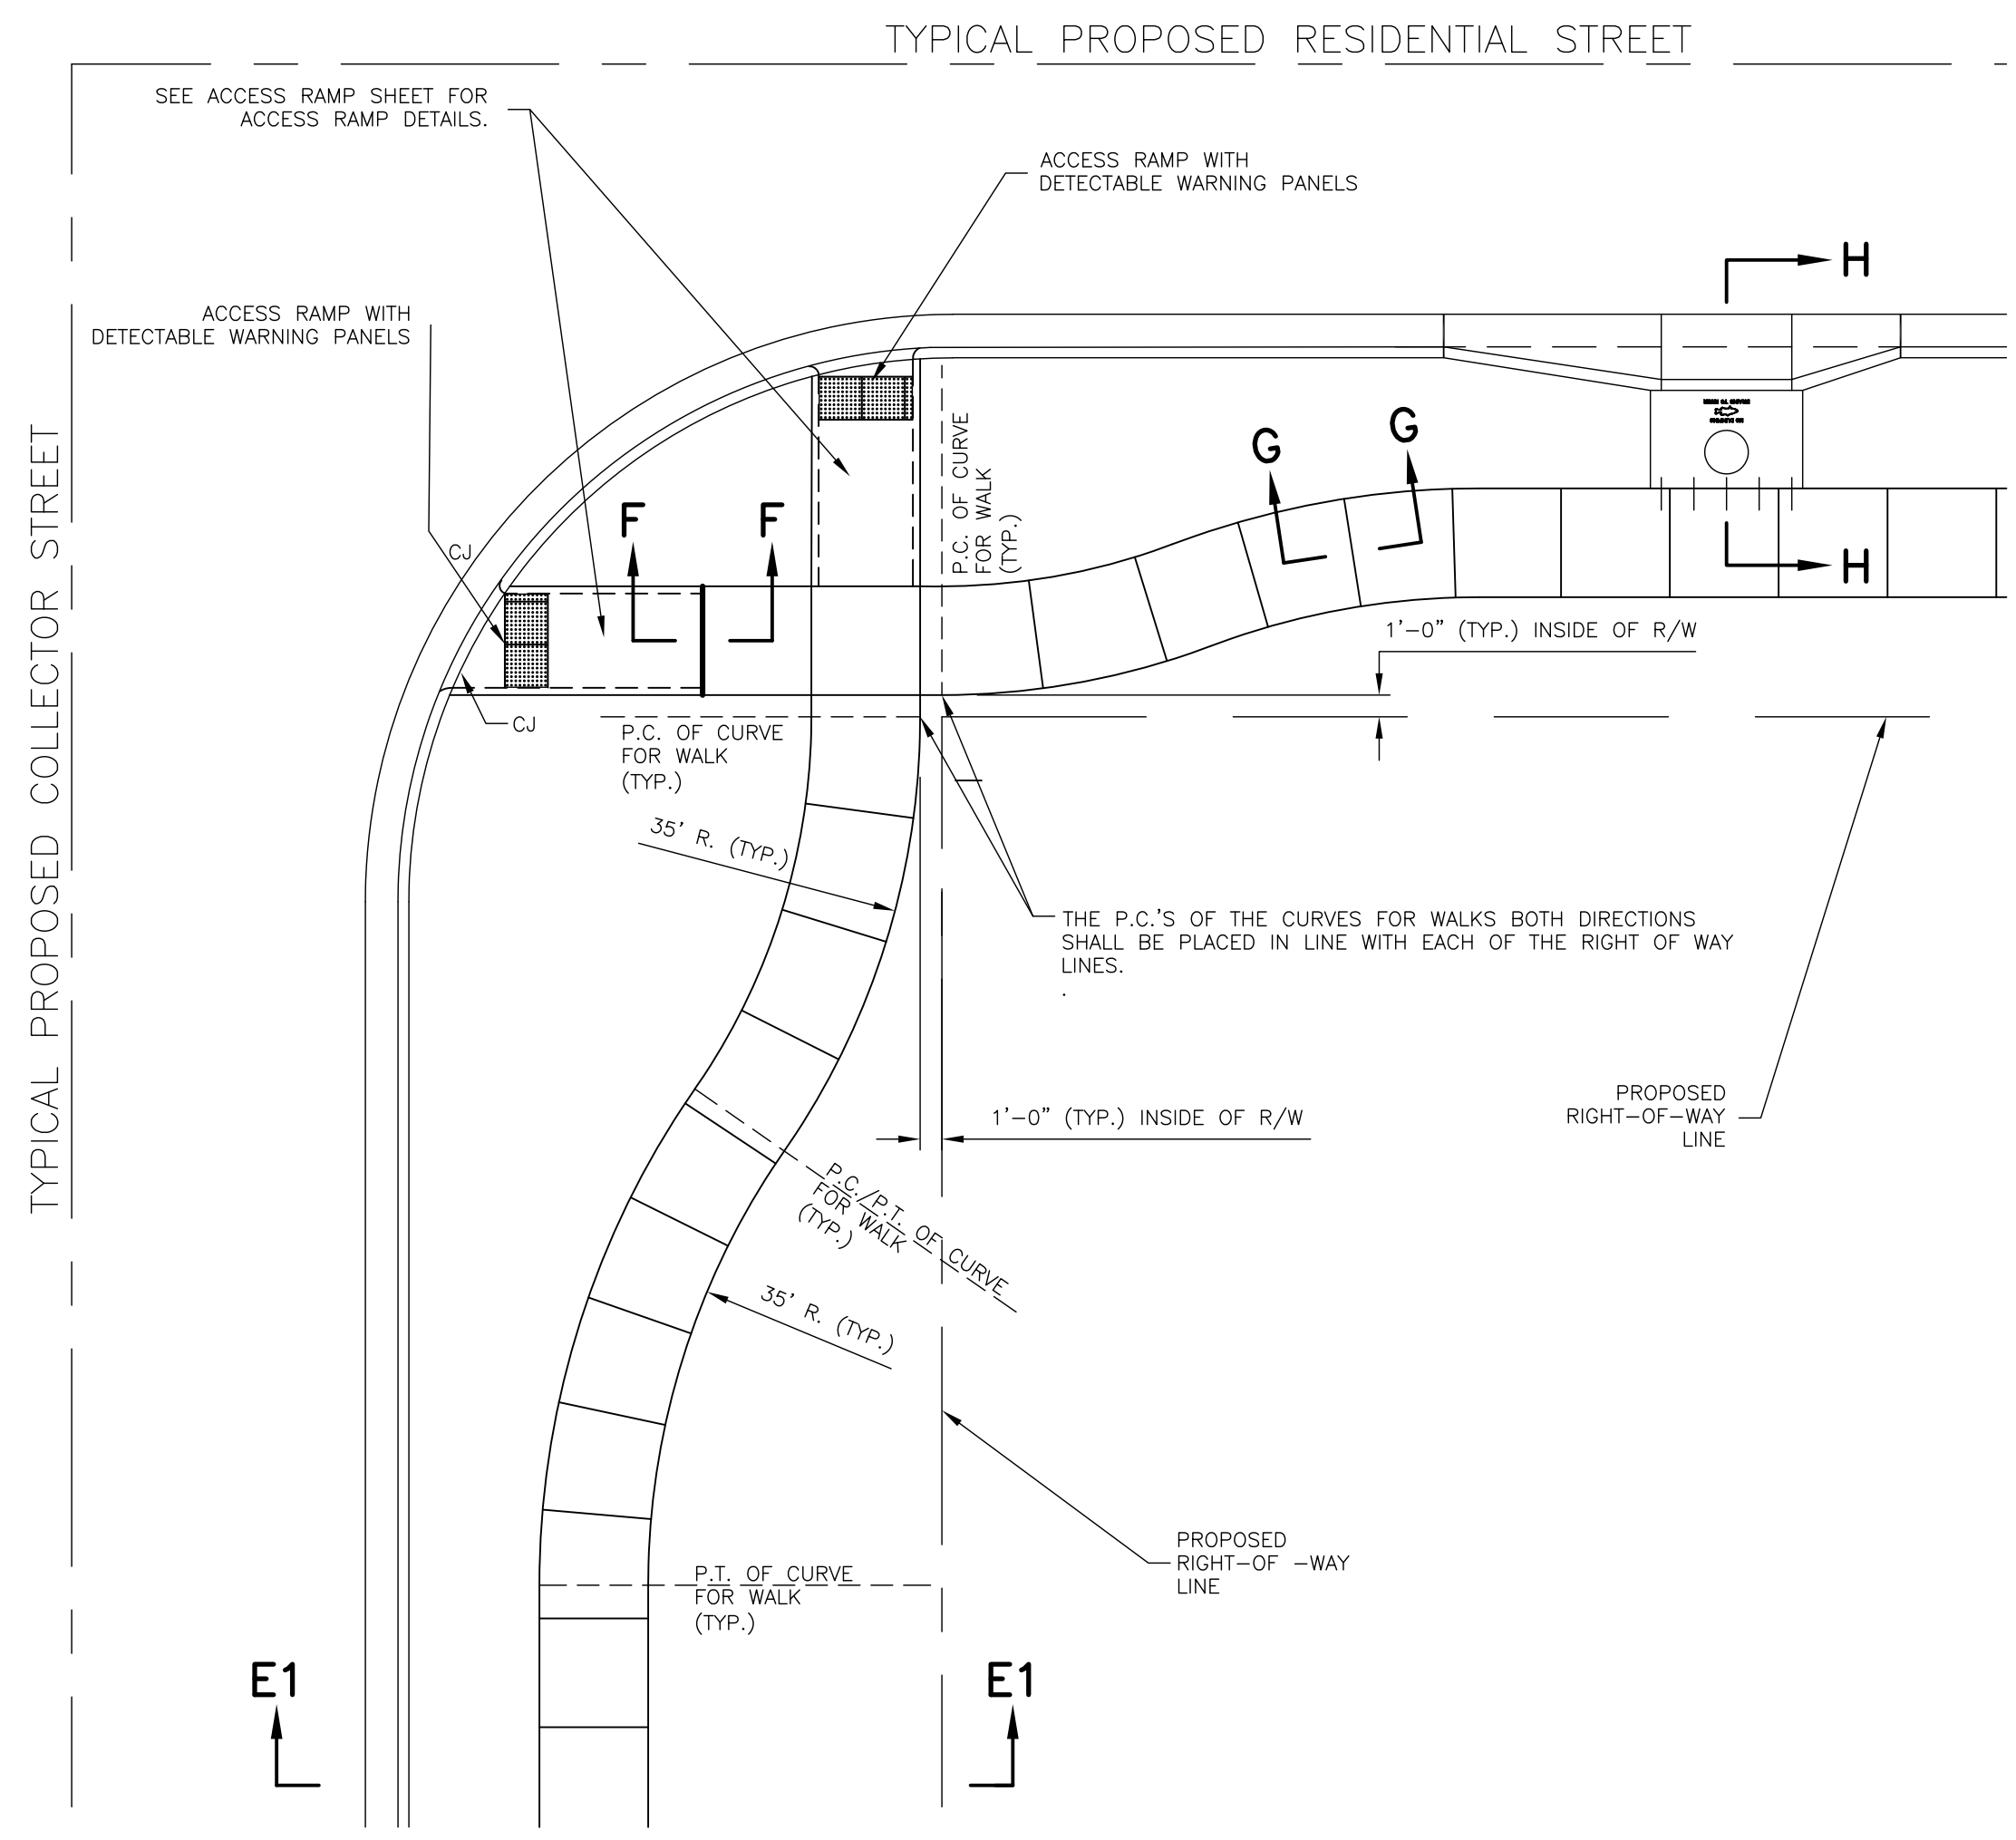 TYPICAL PROPOSED RESIDENTIAL STREET
SEE ACCESS RAMP SHEET FOR
ACCESS RAMP DETAILS.
ACCESS RAMP WITH
DETECTABLE WARNING PANELS
H
ACCESS RAMP WITH
DETECTABLE WARNING PANELS
TYPICAL PROPOSED COLLECTOR STREET
G
G
P.C. OF CURVE
FOR WALK
(TYP.)
F
F
CJ
H
1'-0" (TYP.) INSIDE OF R/W
CJ
P.C. OF CURVE
FOR WALK
(TYP.)
35' R. (TYP.)
THE P.C.'S OF THE CURVES FOR WALKS BOTH DIRECTIONS
SHALL BE PLACED IN LINE WITH EACH OF THE RIGHT OF WAY
LINES.
.
1'-0" (TYP.) INSIDE OF R/W
PROPOSED
RIGHT-OF-WAY
LINE
P.C./P.T. OF CURVE
FOR WALK
(TYP.)
35' R. (TYP.)
PROPOSED
RIGHT-OF -WAY
LINE
P.T. OF CURVE
FOR WALK
(TYP.)
E1
E1